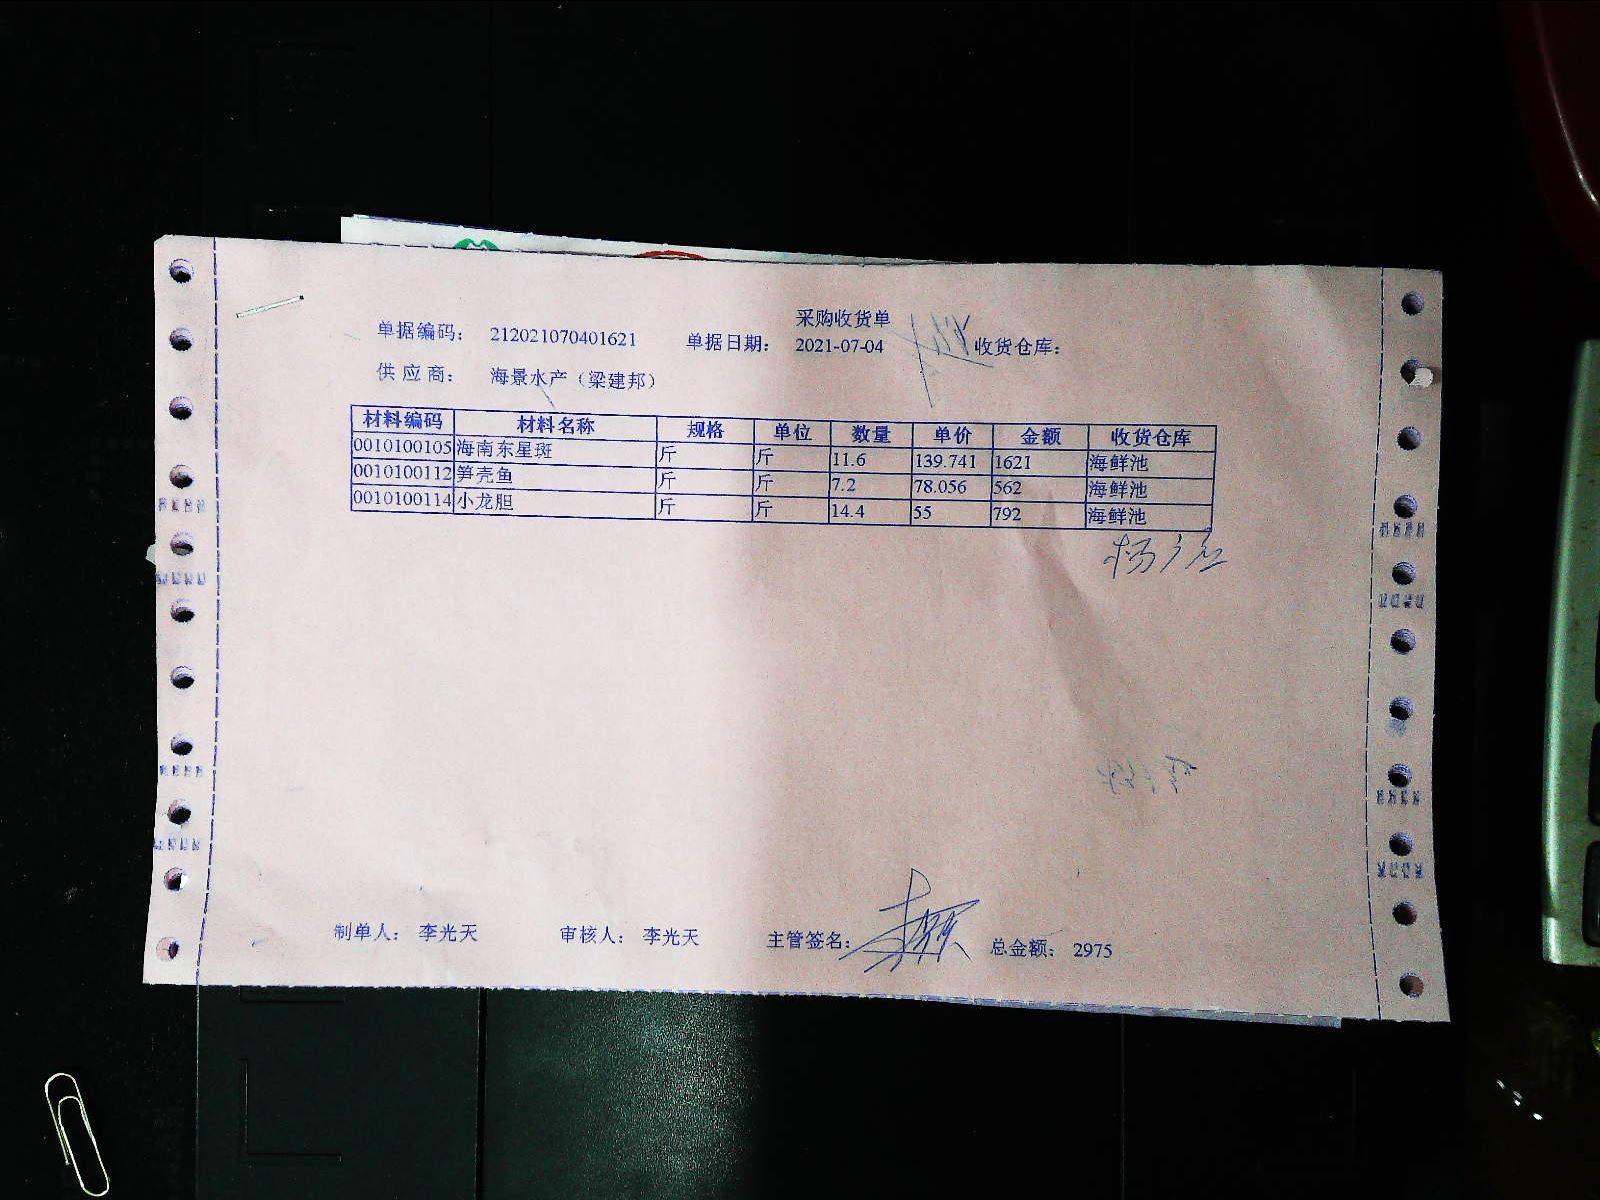 采购收货单
单据编码： 212021070401621 单据日期： 2021-07-04 收货仓库：
供 应 商： 海景水产（梁建邦）
材料编码 材料名称 规格 单位 数量 单价 金额 收货仓库
0010100105 海南东星斑 斤 斤 11.6 139.741 1621 海鲜池
0010100112 笋壳鱼 斤 斤 7.2 78.056 562 海鲜池
0010100114 小龙胆 斤 斤 14.4 55 792 海鲜池
制单人： 李光天 审核人： 李光天 主管签名： 总金额： 2975